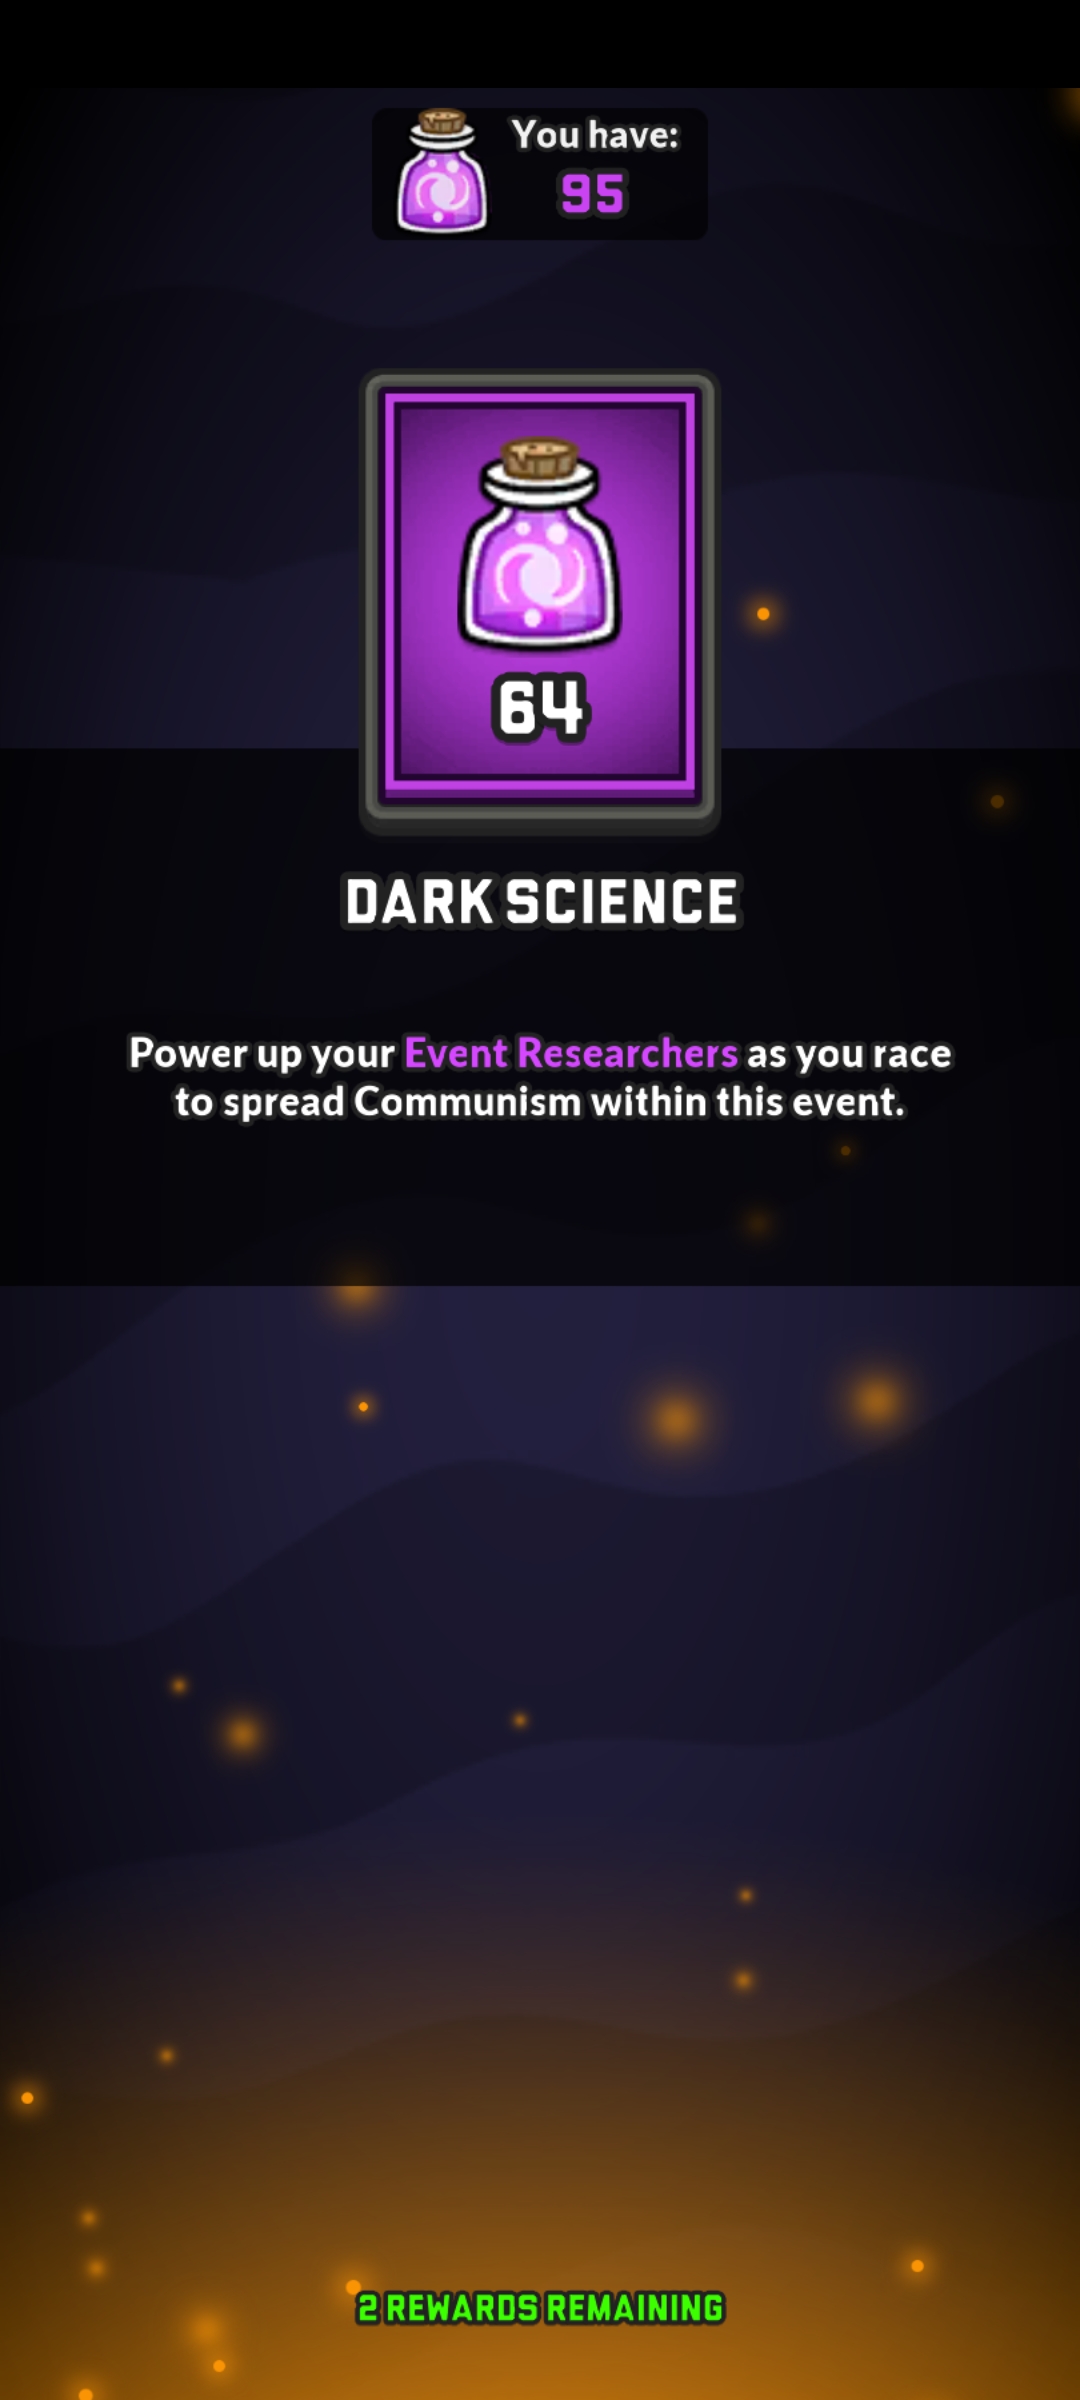 You have:
95
64
DARK SCIENCE
Power up your Event Researchers as you race
to spread Communism within this event.
2 REWARDS REMAINING